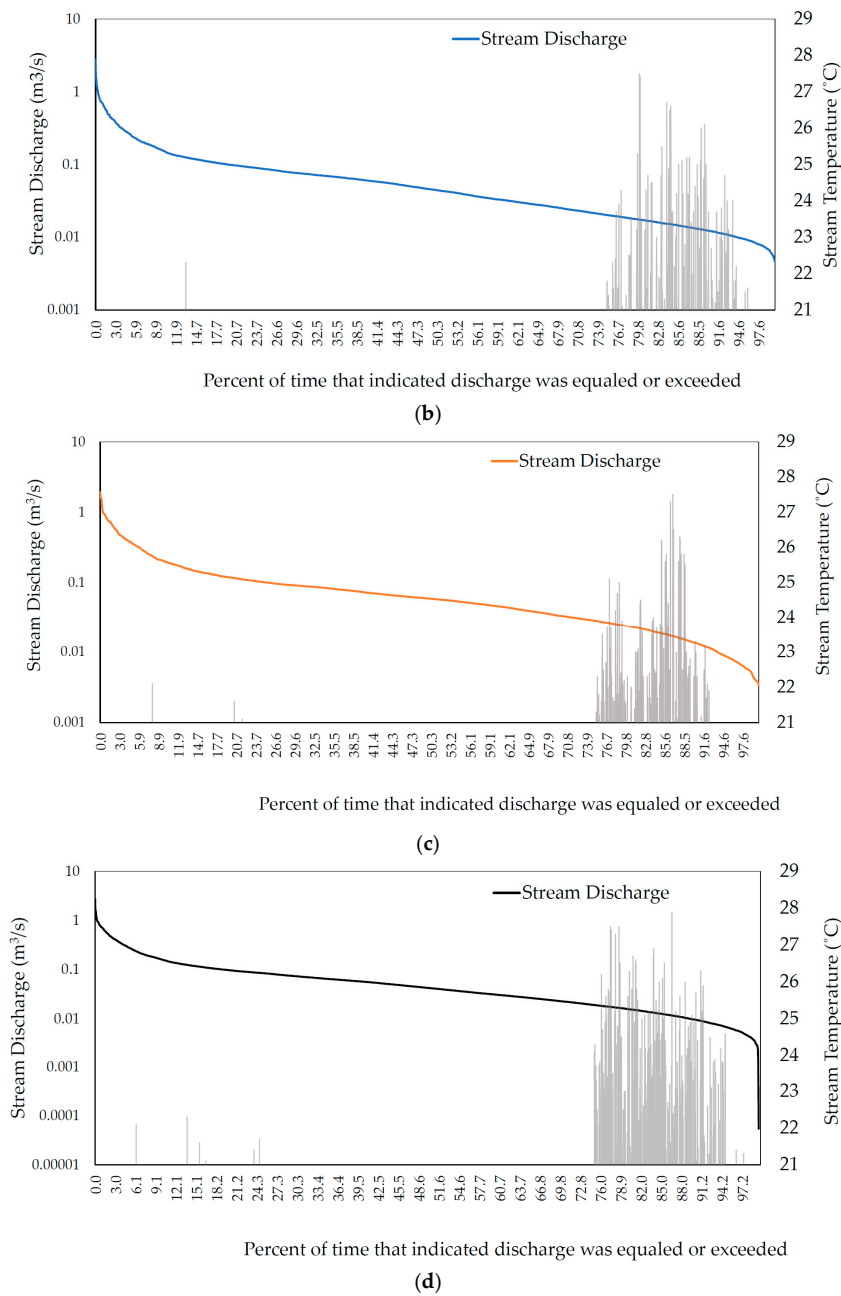 Stream Discharge
Stream Discharge (m3/s)
10
1
0.1
0.01
0.001
29
28
27
26
25
24
23
22
21
Stream Temperature (˚C)
0.0 3.0 5.9 8.9 11.9 14.7 17.7 20.7 23.7 26.6 29.6 32.5 35.5 38.5 41.4 44.3 47.3 50.3 53.2 56.1 59.1 62.1 64.9 67.9 70.8 73.9 76.7 79.8 82.8 85.6 88.5 91.6 94.6 97.6
Percent of time that indicated discharge was equaled or exceeded
(b)
Stream Discharge
Stream Discharge (m³/s)
10
1
0.1
0.01
0.001
29
28
27
26
25
24
23
22
21
Stream Temperature (˚C)
0.0 3.0 5.9 8.9 11.9 14.7 17.7 20.7 23.7 26.6 29.6 32.5 35.5 38.5 41.4 44.3 47.3 50.3 53.2 56.1 59.1 62.1 64.9 67.9 70.8 73.9 76.7 79.8 82.8 85.6 88.5 91.6 94.6 97.6
Percent of time that indicated discharge was equaled or exceeded
(c)
Stream Discharge
Stream Discharge (m³/s)
10
1
0.1
0.01
0.001
0.0001
0.00001
29
28
27
26
25
24
23
22
21
Stream Temperature (˚C)
0.0 3.0 6.1 9.1 12.1 15.1 18.2 21.2 24.3 27.3 30.3 33.4 36.4 39.4 42.5 45.5 48.6 51.6 54.6 57.7 60.7 63.7 66.8 69.8 72.8 76.0 78.9 82.0 85.0 88.0 91.2 94.2 97.2
Percent of time that indicated discharge was equaled or exceeded
(d)